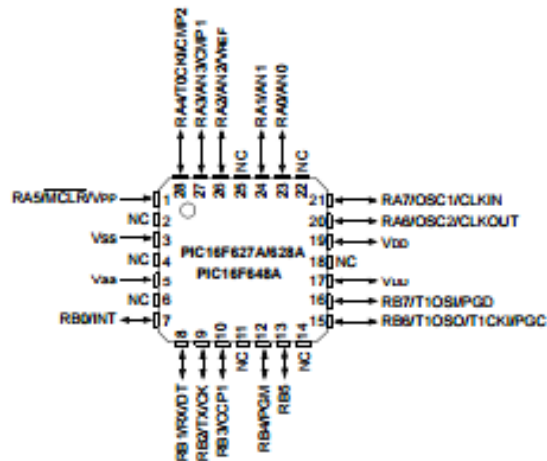 RA4/T0CKI/CMP2
RA3/AN3/CMP1
RA2/AN2/VREF
NC
RA1/AN1
RA0/AN0
NC
28 27 26 25 24 23 22
RA5/MCLR/VPP 1
NC 2
VSS 3
NC 4
Vss 5
NC 6
RB0/INT 7
PIC16F627A/628A
PIC16F648A
21 RA7/OSC1/CLKIN
20 RA6/OSC2/CLKOUT
19 VDD
18 NC
17 VDD
16 RB7/T1OSI/PGD
15 RB6/T1OSO/T1CKI/PGC
8 9 10 11 12 13 14
RB1/RX/DT
RB2/TX/CK
RB3/CCP1
NC
RB4/PGM
RB5
NC